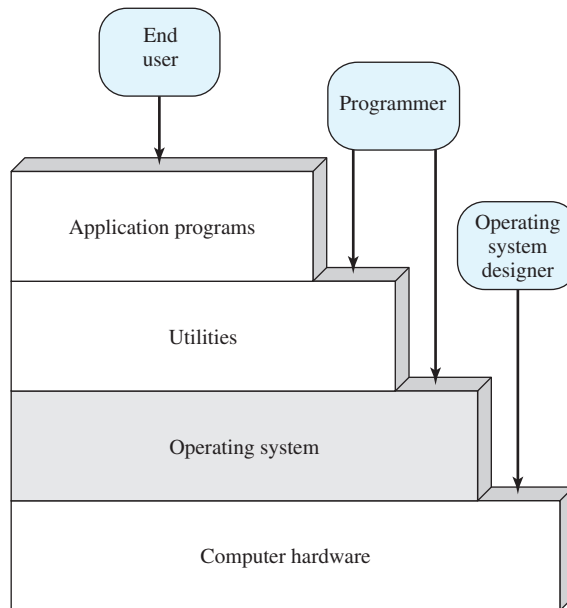 End
user
Programmer
Application programs
Operating
system
designer
Utilities
Operating system
Computer hardware